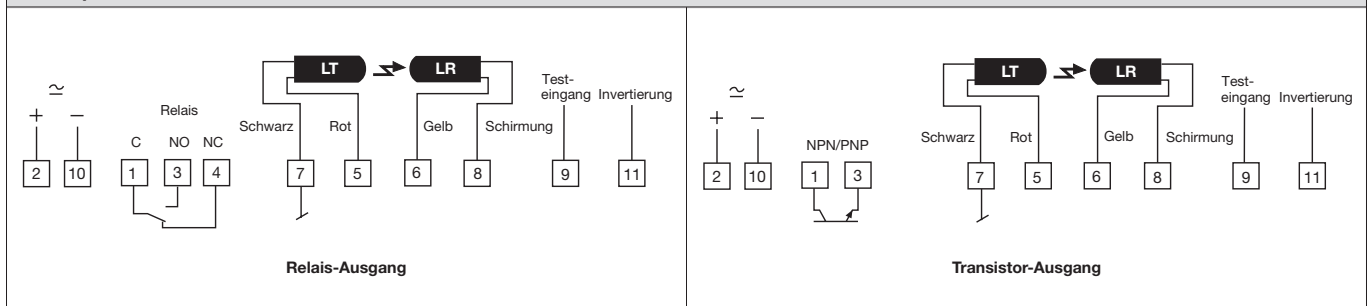 LT LR
Test-
eingang Invertierung
≃
+ −
Relais
Schwarz Rot Gelb Schirmung
C NO NC
2 10 1 3 4 7 5 6 8 9 11
Relais-Ausgang
LT LR
Test-
eingang Invertierung
≃
+ −
NPN/PNP
Schwarz Rot Gelb Schirmung
2 10 1 3 7 5 6 8 9 11
Transistor-Ausgang